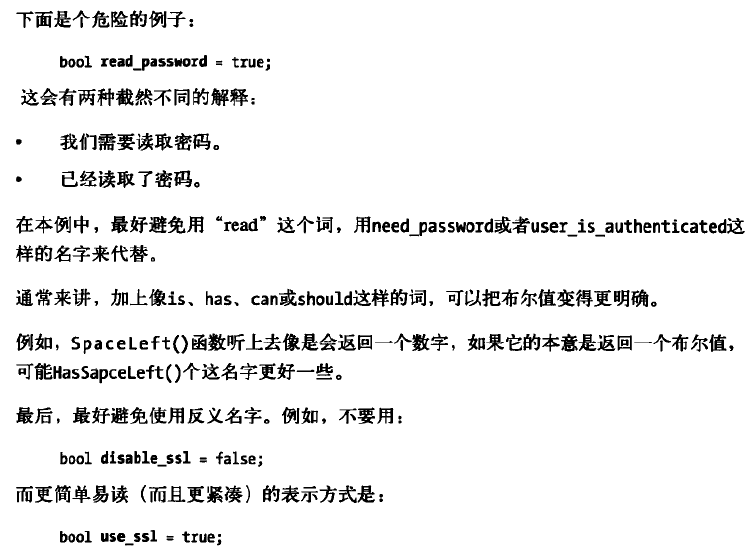 下面是个危险的例子：
bool read_password = true;
这会有两种截然不同的解释：
• 我们需要读取密码。
• 已经读取了密码。
在本例中，最好避免用“read”这个词，用need_password或者user_is_authenticated这
样的名字来代替。
通常来讲，加上像is、has、can或should这样的词，可以把布尔值变得更明确。
例如，SpaceLeft()函数听上去像是会返回一个数字，如果它的本意是返回一个布尔值，
可能HasSapceLeft()个这名字更好一些。
最后，最好避免使用反义名字。例如，不要用：
bool disable_ssl = false;
而更简单易读（而且更紧凑）的表示方式是：
bool use_ssl = true;